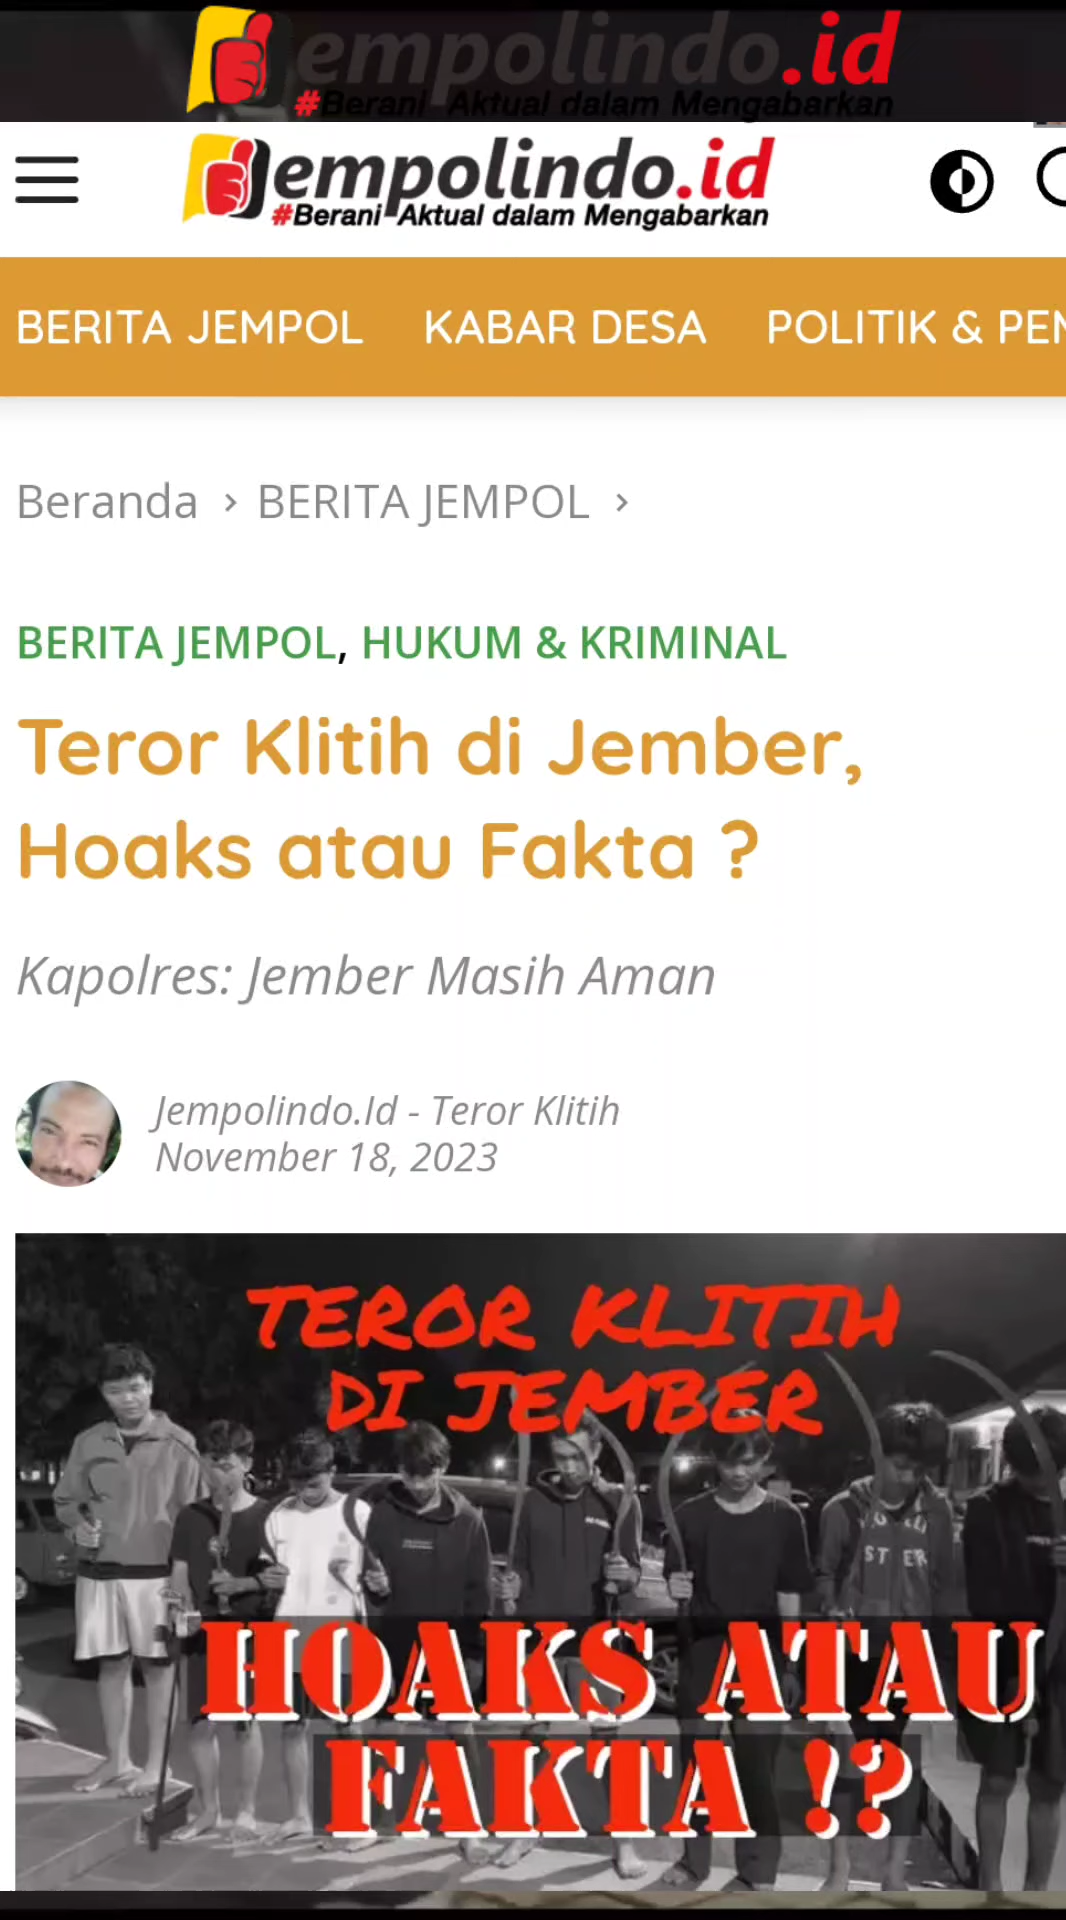 empolindo.id
#Berani Aktual dalam Mengabarkan
Jempolindo.id
#Berani Aktual dalam Mengabarkan
BERITA JEMPOL KABAR DESA POLITIK & PEM
Beranda > BERITA JEMPOL >
BERITA JEMPOL, HUKUM & KRIMINAL
Teror Klitih di Jember,
Hoaks atau Fakta ?
Kapolres: Jember Masih Aman
Jempolindo.Id - Teror Klitih
November 18, 2023
TEROR KLITIH
DI JEMBER
HOAKS ATAU
FAKTA !?